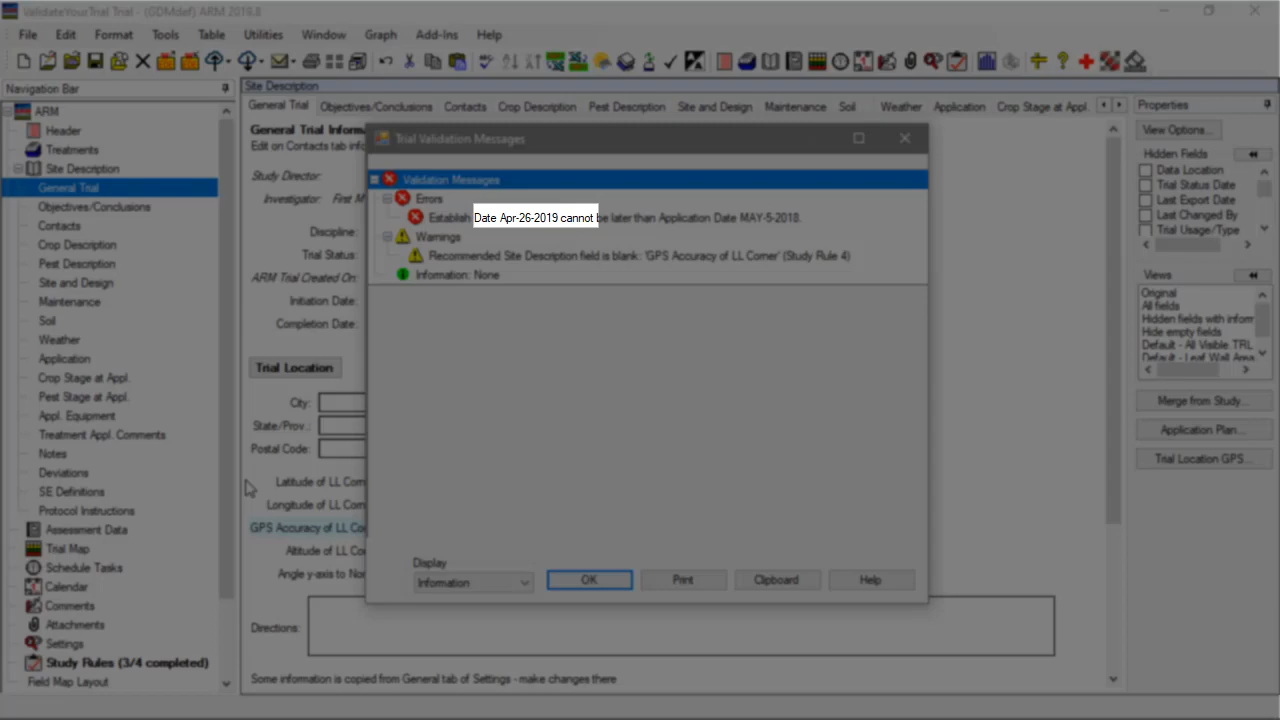 ValidateYourTrial Trial - (GDMdef) ARM 2019.8
File Edit Format Tools Table Utilities Window Graph Add-Ins Help
Navigation Bar
ARM
Header
Treatments
Site Description
General Trial
Objectives/Conclusions
Contacts
Crop Description
Pest Description
Site and Design
Maintenance
Soil
Weather
Application
Crop Stage at Appl.
Pest Stage at Appl.
Appl. Equipment
Treatment Appl. Comments
Notes
Deviations
SE Definitions
Protocol Instructions
Assessment Data
Trial Map
Schedule Tasks
Calendar
Comments
Attachments
Settings
Study Rules (3/4 completed)
Field Map Layout
Site Description
General Trial Objectives/Conclusions Contacts Crop Description Pest Description Site and Design Maintenance Soil Weather Application Crop Stage at Appl.
General Trial Inform
Edit on Contacts tab info
Study Director:
Investigator: First M
Discipline:
Trial Status:
ARM Trial Created On:
Initiation Date:
Completion Date:
Trial Location
City:
State/Prov.:
Postal Code:
Latitude of LL Corn
Longitude of LL Corn
GPS Accuracy of LL Co
Altitude of LL Co
Angle y-axis to Nor
Directions:
Some information is copied from General tab of Settings - make changes there
Trial Validation Messages
Validation Messages
Errors
Establish Date Apr-26-2019 cannot be later than Application Date MAY-5-2018.
Warnings
Recommended Site Description field is blank: 'GPS Accuracy of LL Corner' (Study Rule 4)
Information: None
Display
Information
OK Print Clipboard Help
Properties
View Options...
Hidden Fields
Data Location
Trial Status Date
Last Export Date
Last Changed By
Trial Usage/Type
Views
Original
All fields
Hidden fields with inform
Hide empty fields
Default - All Visible TRL
Default - Leaf Wall Area
Merge from Study...
Application Plan...
Trial Location GPS...